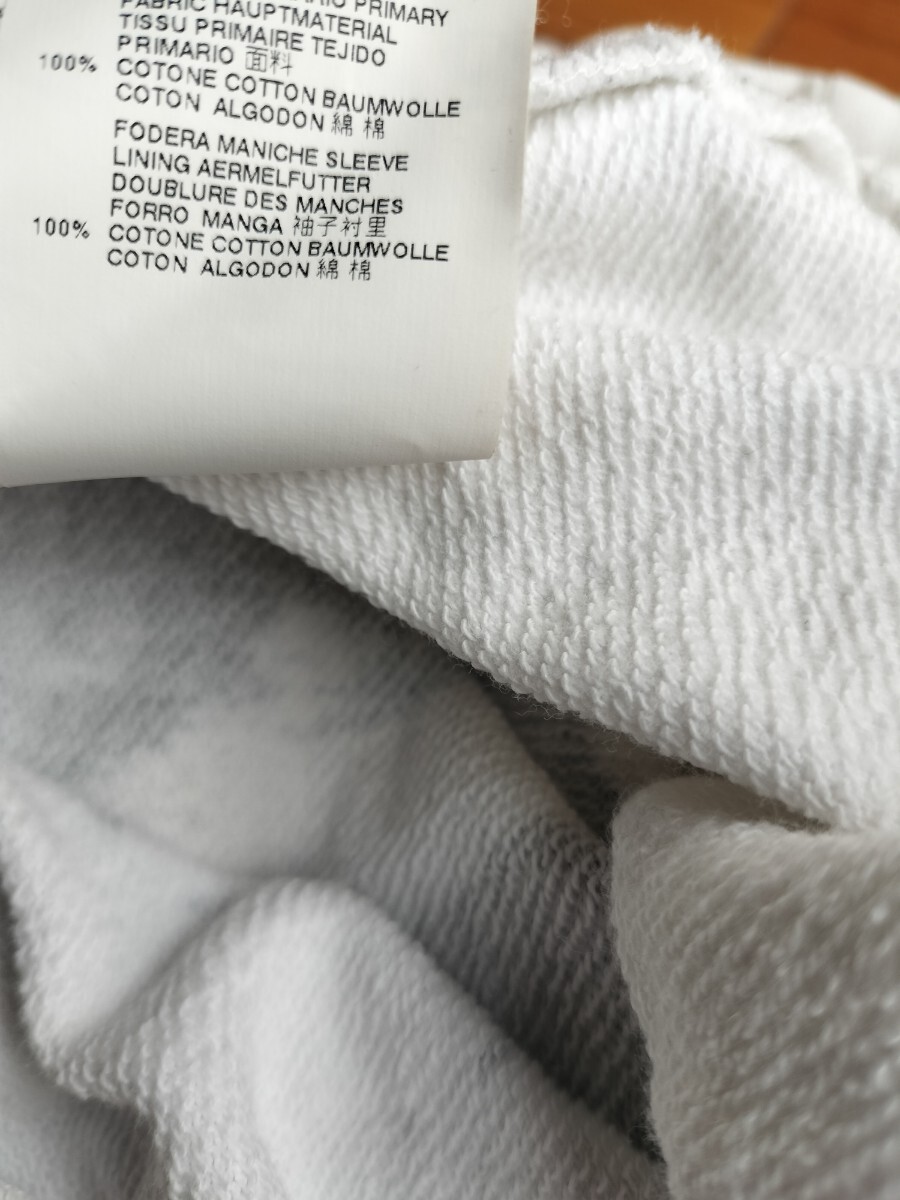 PRIMARY
FABRIC HAUPTMATERIAL
TISSU PRIMAIRE TEJIDO
PRIMARIO 面料
100% COTONE COTTON BAUMWOLLE
COTON ALGODON 綿 棉
FODERA MANICHE SLEEVE
LINING AERMELFUTTER
DOUBLURE DES MANCHES
FORRO MANGA 袖子衬里
100% COTONE COTTON BAUMWOLLE
COTON ALGODON 綿 棉